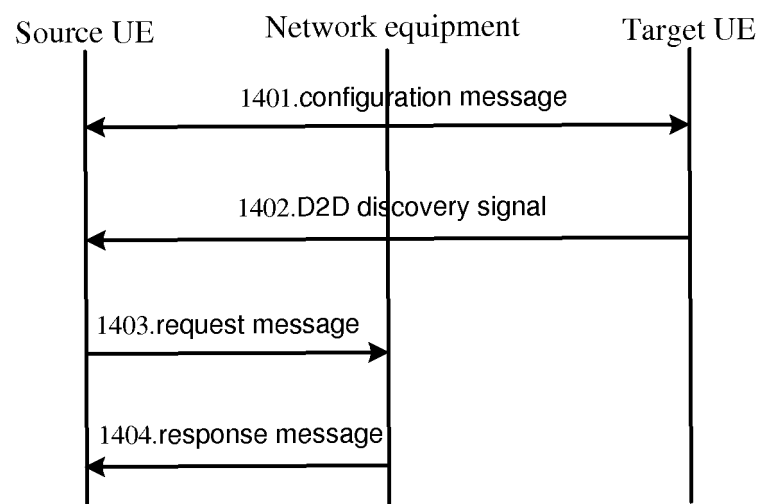 Source UE
Network equipment
Target UE
1401.configuration message
1402.D2D discovery signal
1403.request message
1404.response message